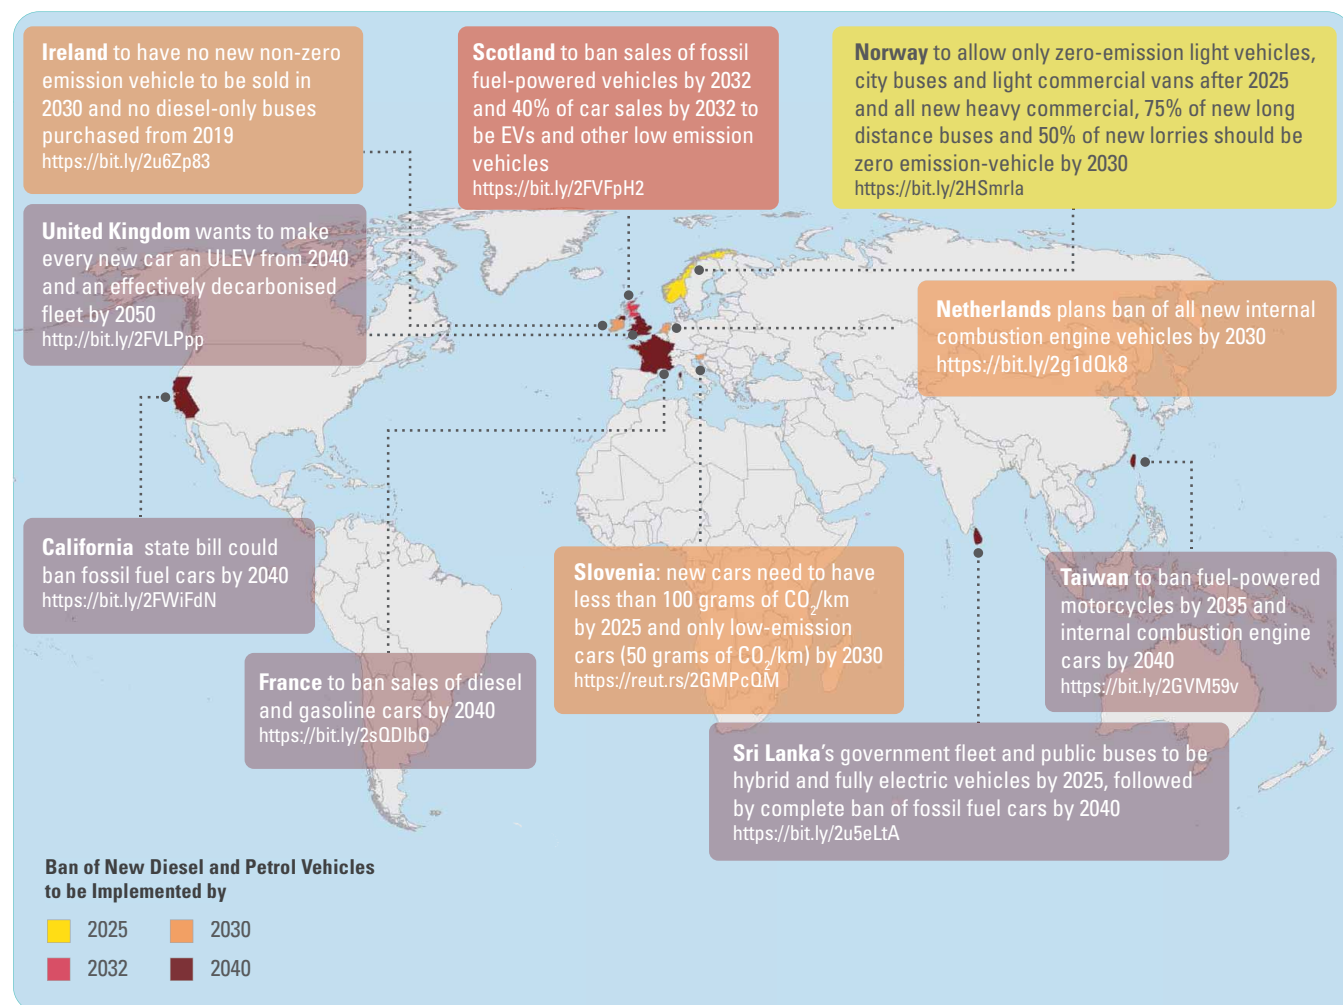 Ireland to have no new non-zero
emission vehicle to be sold in
2030 and no diesel-only buses
purchased from 2019
https://bit.ly/2u6Zp83
Scotland to ban sales of fossil
fuel-powered vehicles by 2032
and 40% of car sales by 2032 to
be EVs and other low emission
vehicles
https://bit.ly/2FVFpH2
Norway to allow only zero-emission light vehicles,
city buses and light commercial vans after 2025
and all new heavy commercial, 75% of new long
distance buses and 50% of new lorries should be
zero emission-vehicle by 2030
https://bit.ly/2HSmrla
United Kingdom wants to make
every new car an ULEV from 2040
and an effectively decarbonised
fleet by 2050
http://bit.ly/2FVLPpp
Netherlands plans ban of all new internal
combustion engine vehicles by 2030
https://bit.ly/2g1dQk8
California state bill could
ban fossil fuel cars by 2040
https://bit.ly/2FWiFdN
Slovenia: new cars need to have
less than 100 grams of CO₂/km
by 2025 and only low-emission
cars (50 grams of CO₂/km) by 2030
https://reut.rs/2GMPcQM
Taiwan to ban fuel-powered
motorcycles by 2035 and
internal combustion engine
cars by 2040
https://bit.ly/2GVM59v
France to ban sales of diesel
and gasoline cars by 2040
https://bit.ly/2sQDlbO
Sri Lanka's government fleet and public buses to be
hybrid and fully electric vehicles by 2025, followed
by complete ban of fossil fuel cars by 2040
https://bit.ly/2u5eLtA
Ban of New Diesel and Petrol Vehicles
to be Implemented by
2025 2030
2032 2040